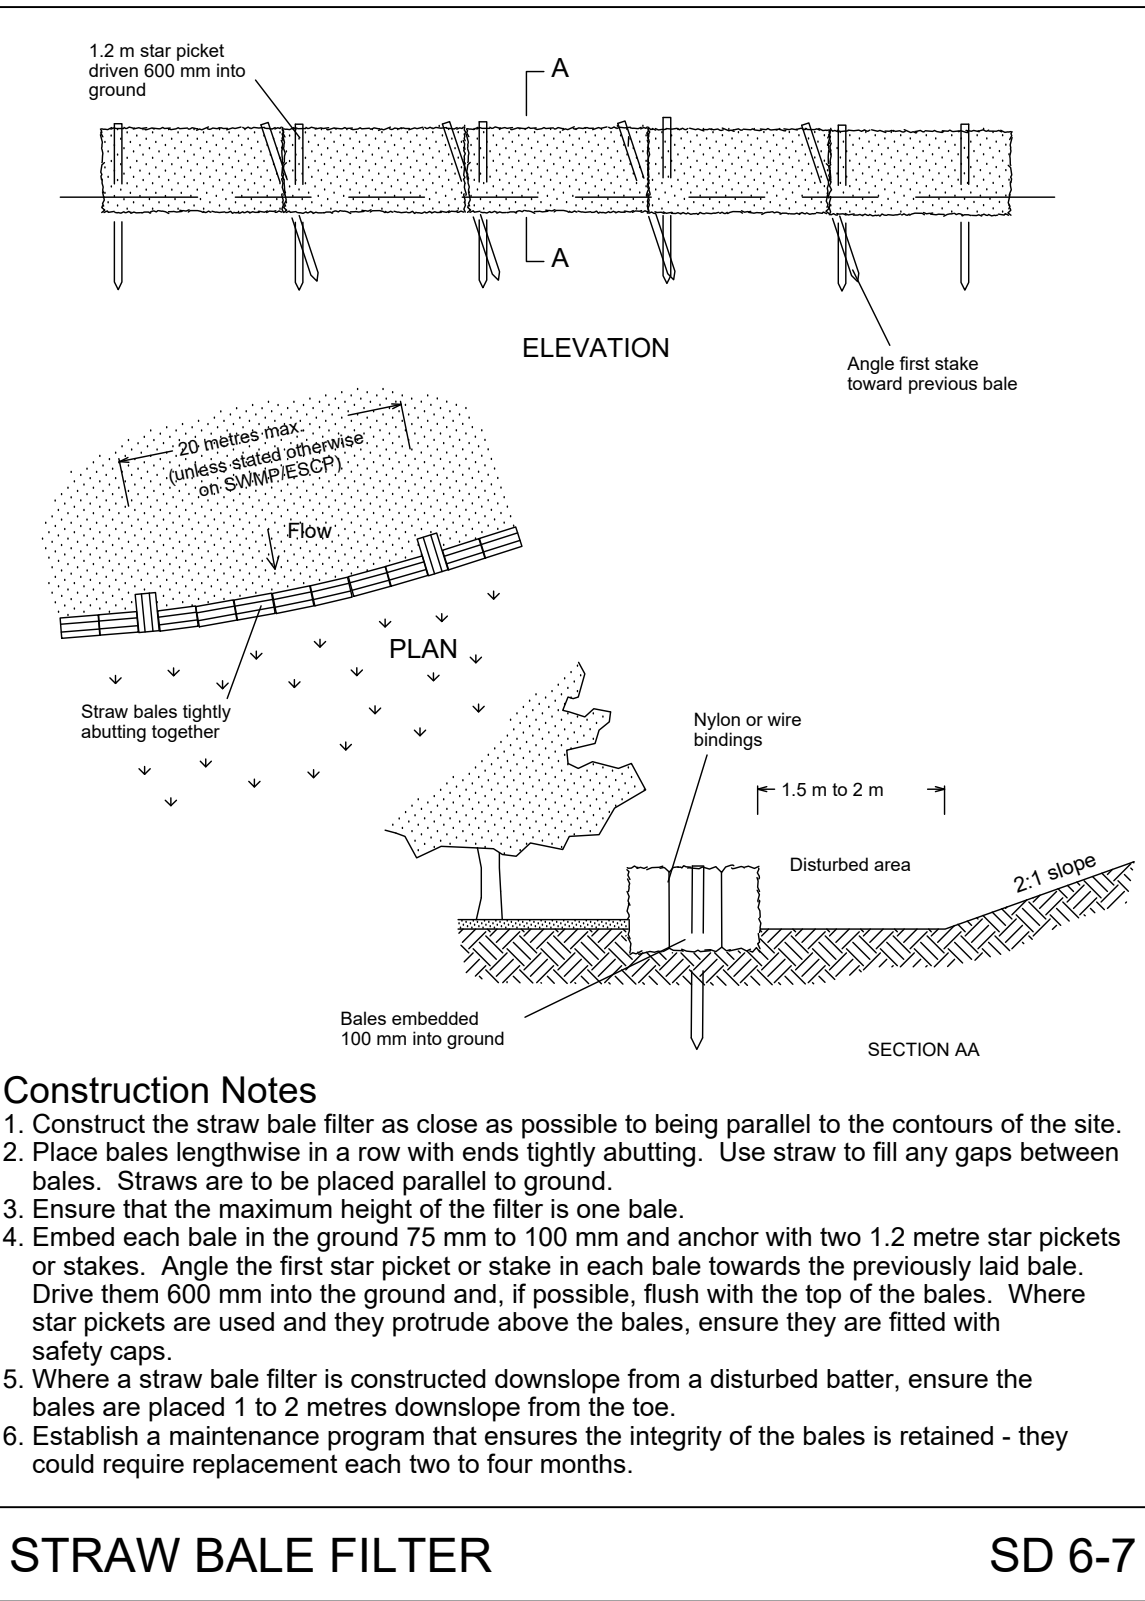 1.2 m star picket
driven 600 mm into
ground
A
A
ELEVATION
Angle first stake
toward previous bale
20 metres max.
(unless stated otherwise
on SWMP/ESCP)
Flow
PLAN
Straw bales tightly
abutting together
Nylon or wire
bindings
1.5 m to 2 m
Disturbed area
2:1 slope
Bales embedded
100 mm into ground
SECTION AA
Construction Notes
1. Construct the straw bale filter as close as possible to being parallel to the contours of the site.
2. Place bales lengthwise in a row with ends tightly abutting. Use straw to fill any gaps between
bales. Straws are to be placed parallel to ground.
3. Ensure that the maximum height of the filter is one bale.
4. Embed each bale in the ground 75 mm to 100 mm and anchor with two 1.2 metre star pickets
or stakes. Angle the first star picket or stake in each bale towards the previously laid bale.
Drive them 600 mm into the ground and, if possible, flush with the top of the bales. Where
star pickets are used and they protrude above the bales, ensure they are fitted with
safety caps.
5. Where a straw bale filter is constructed downslope from a disturbed batter, ensure the
bales are placed 1 to 2 metres downslope from the toe.
6. Establish a maintenance program that ensures the integrity of the bales is retained - they
could require replacement each two to four months.
STRAW BALE FILTER
SD 6-7